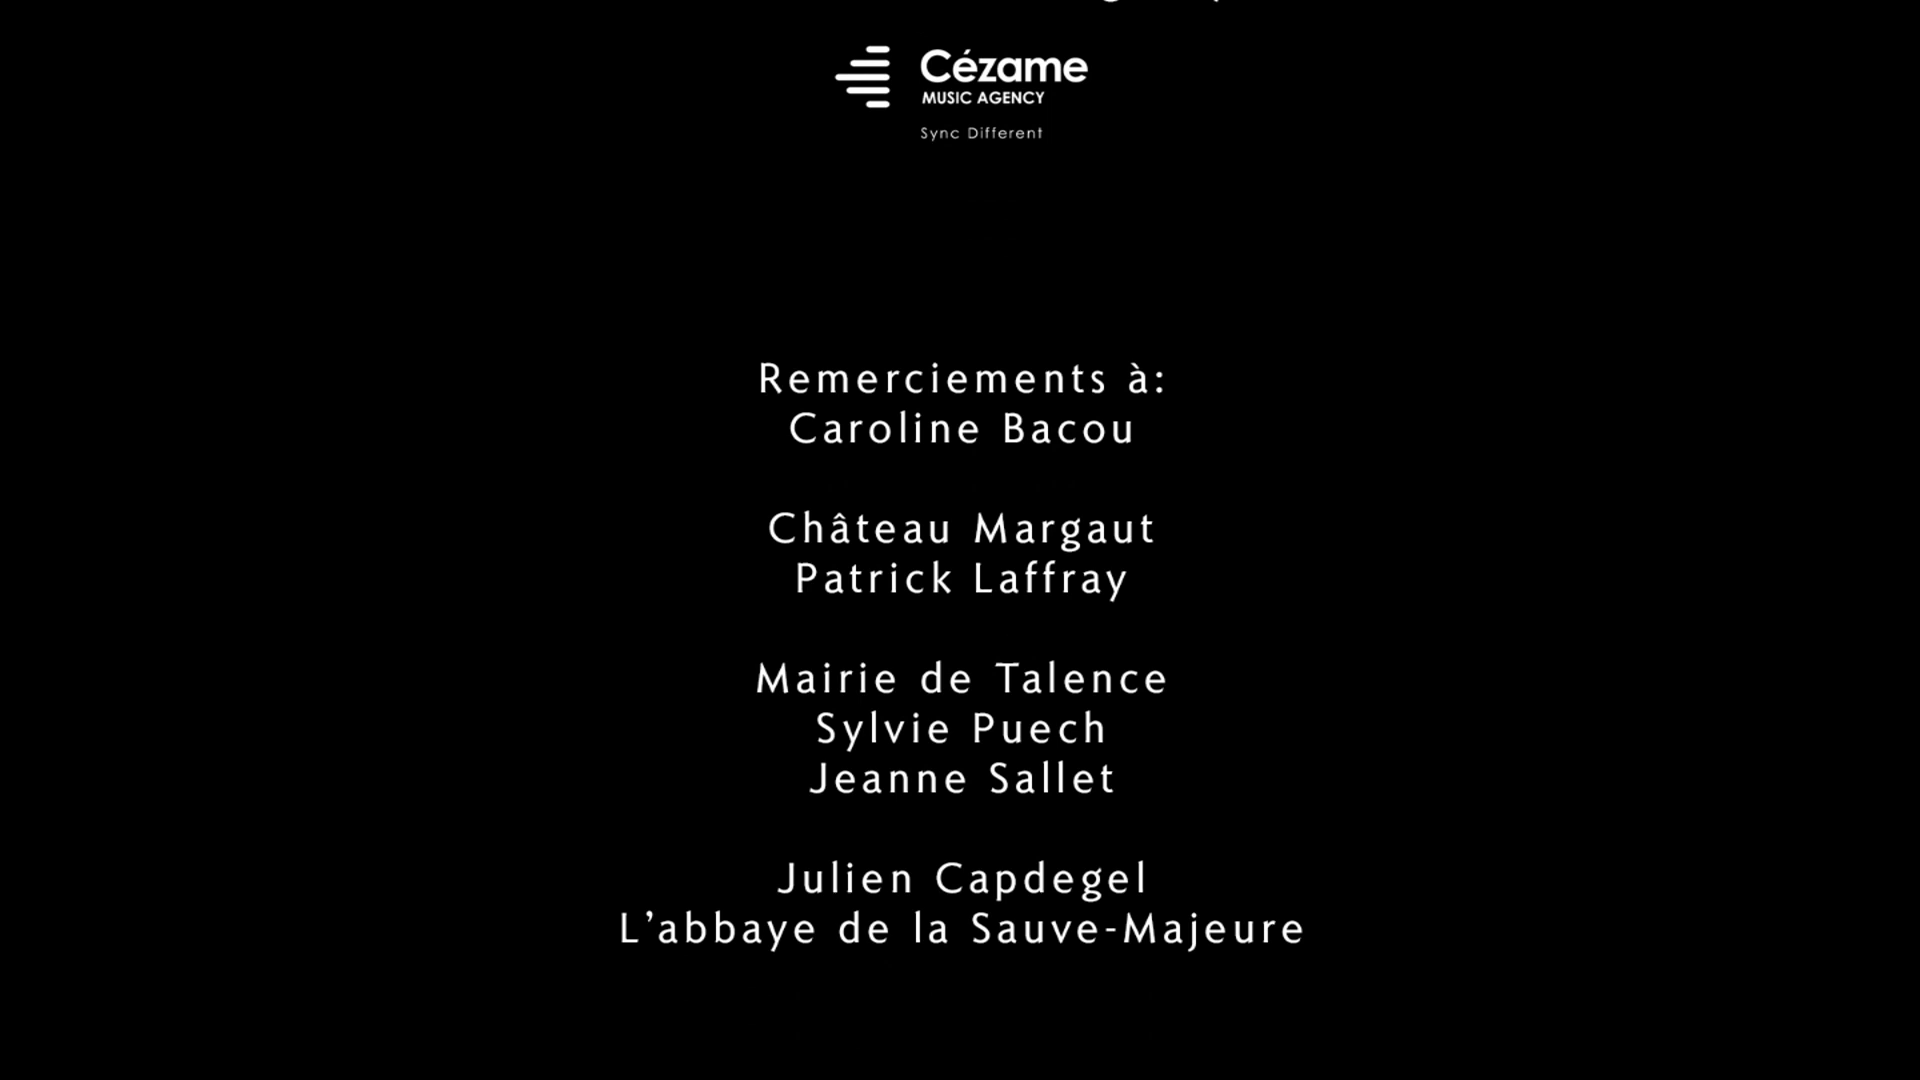 Cézame
MUSIC AGENCY
Sync Different
Remerciements à:
Caroline Bacou
Château Margaut
Patrick Laffray
Mairie de Talence
Sylvie Puech
Jeanne Sallet
Julien Capdegel
L’abbaye de la Sauve-Majeure